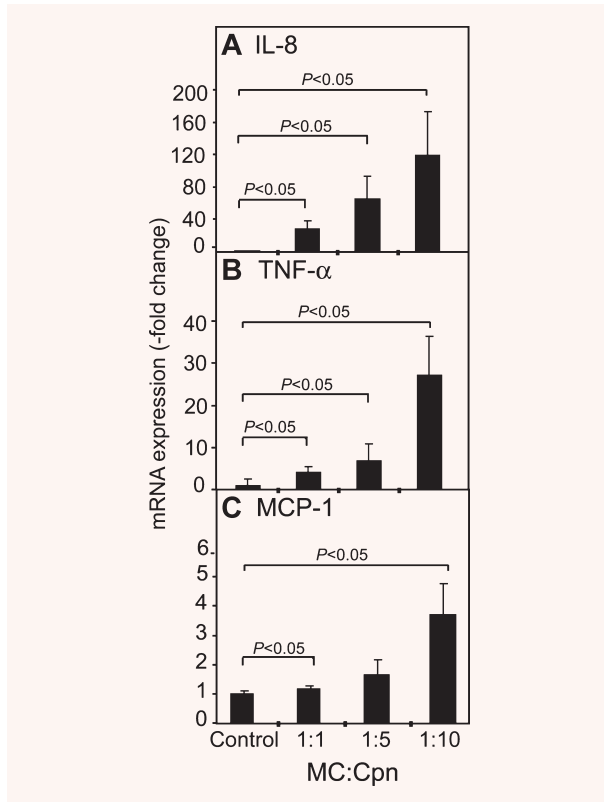 A IL-8
P<0.05
200
160
P<0.05
120
80
P<0.05
40
0
B TNF-α
P<0.05
40
30
P<0.05
20
P<0.05
10
0
C MCP-1
6
P<0.05
5
4
3
P<0.05
2
1
0
mRNA expression (-fold change)
Control 1:1 1:5 1:10
MC:Cpn